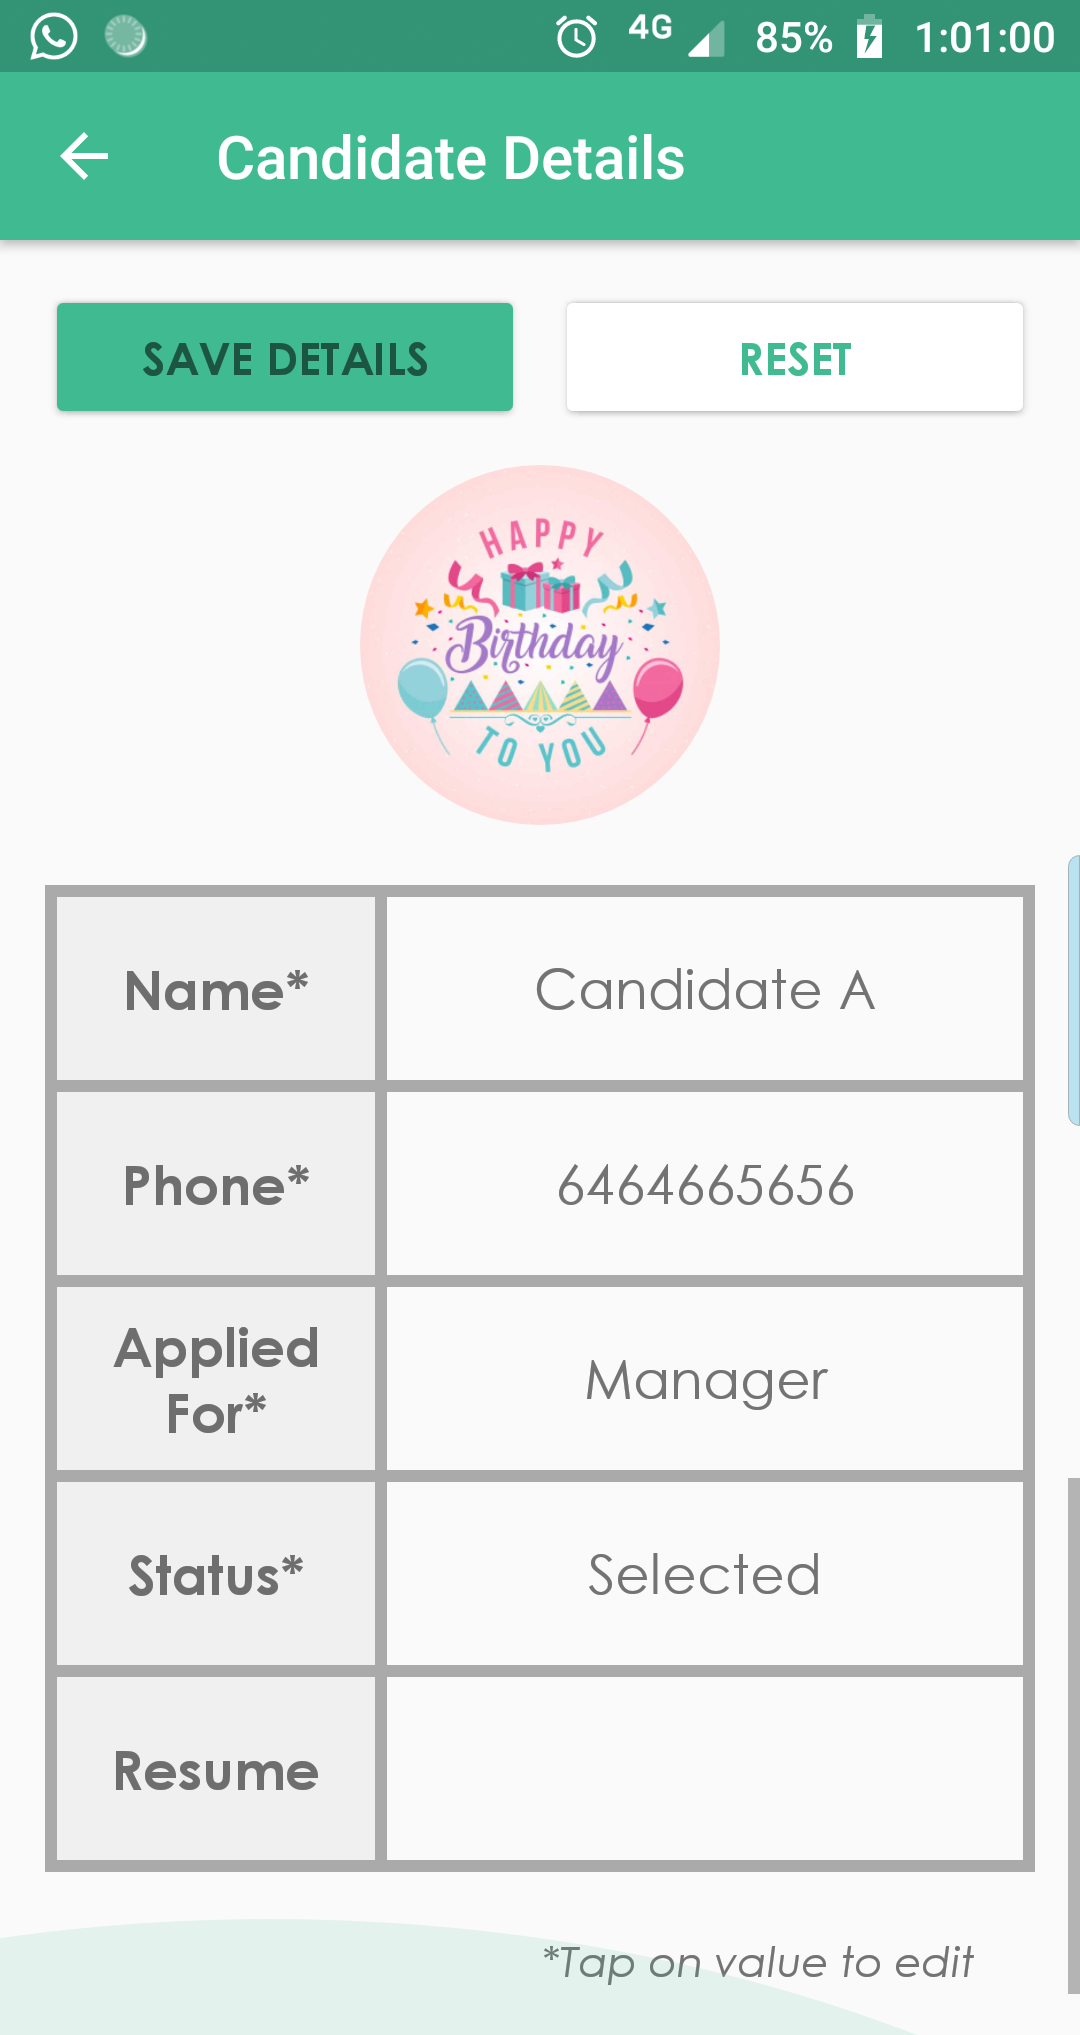 4G 85% 1:01:00
Candidate Details
SAVE DETAILS RESET
HAPPY
Birthday
TO YOU
Name* Candidate A
Phone* 6464665656
Applied
For* Manager
Status* Selected
Resume
*Tap on value to edit